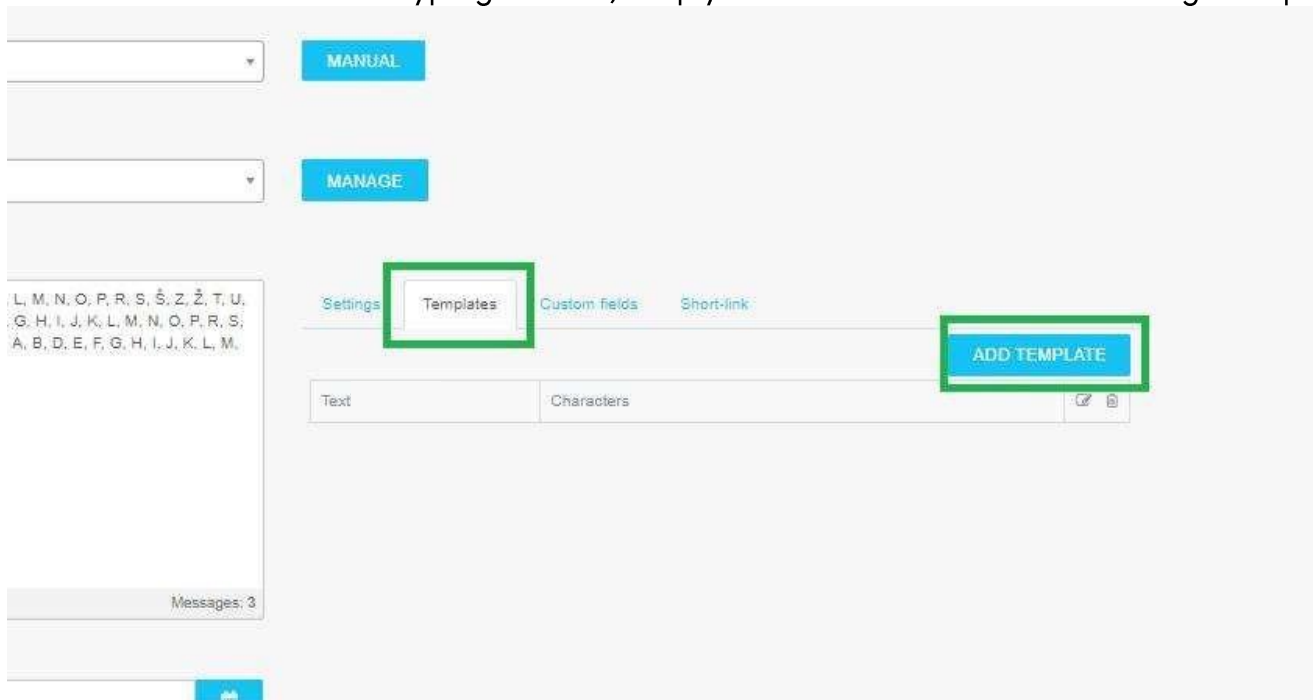 MANUAL
MANAGE
L, M, N, O, P, R, S, Š, Z, Ž, T, U,
G, H, I, J, K, L, M, N, O, P, R, S,
A, B, D, E, F, G, H, I, J, K, L, M,
Messages: 3
Settings Templates Custom fields Short-link
ADD TEMPLATE
Text Characters